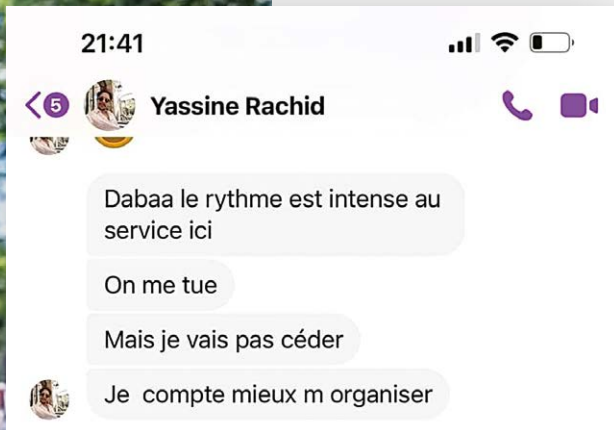 21:41
5
Yassine Rachid
Dabaa le rythme est intense au
service ici
On me tue
Mais je vais pas céder
Je compte mieux m organiser